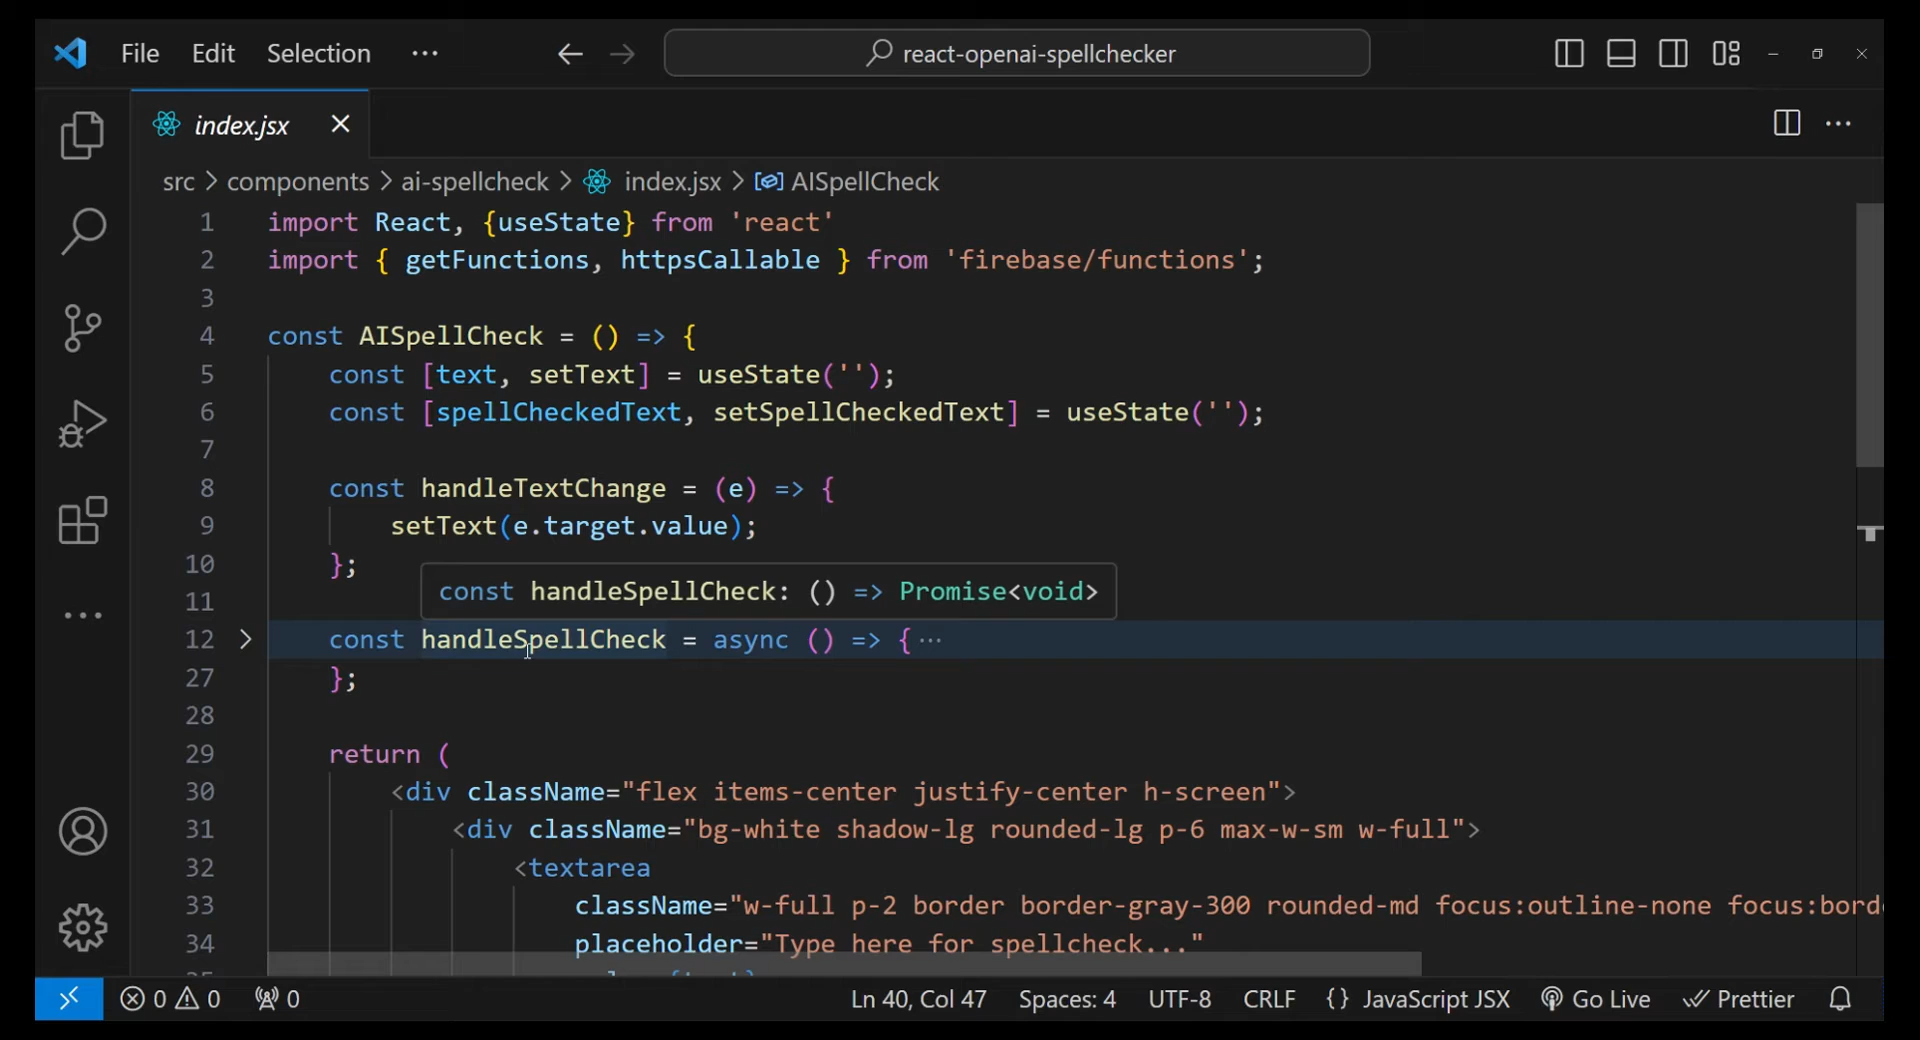 File Edit Selection ··· react-openai-spellchecker
index.jsx
src > components > ai-spellcheck > index.jsx > AISpellCheck
1 import React, {useState} from 'react'
2 import { getFunctions, httpsCallable } from 'firebase/functions';
3
4 const AISpellCheck = () => {
5 const [text, setText] = useState('');
6 const [spellCheckedText, setSpellCheckedText] = useState('');
7
8 const handleTextChange = (e) => {
9 setText(e.target.value);
10 };
const handleSpellCheck: () => Promise<void>
11
12 const handleSpellCheck = async () => { ···
27 };
28
29 return (
30 <div className="flex items-center justify-center h-screen">
31 <div className="bg-white shadow-lg rounded-lg p-6 max-w-sm w-full">
32 <textarea
33 className="w-full p-2 border border-gray-300 rounded-md focus:outline-none focus:bord
34 placeholder="Type here for spellcheck..."
0 0 0 Ln 40, Col 47 Spaces: 4 UTF-8 CRLF {} JavaScript JSX Go Live Prettier